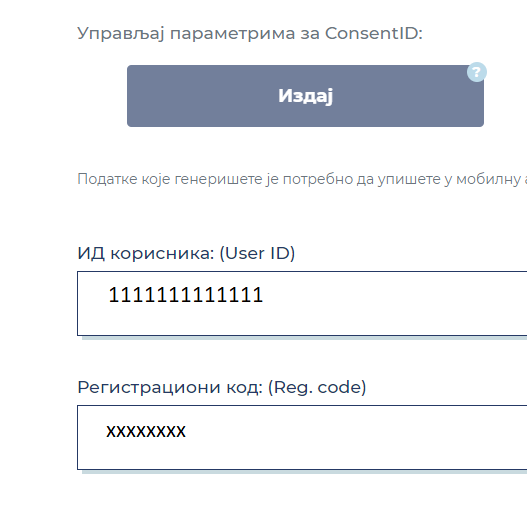 Управљај параметрима за ConsentID:
?
Издај
Податке које генеришете је потребно да упишете у мобилну
ИД корисника: (User ID)
1111111111111
Регистрациони код: (Reg. code)
xxxxxxxx